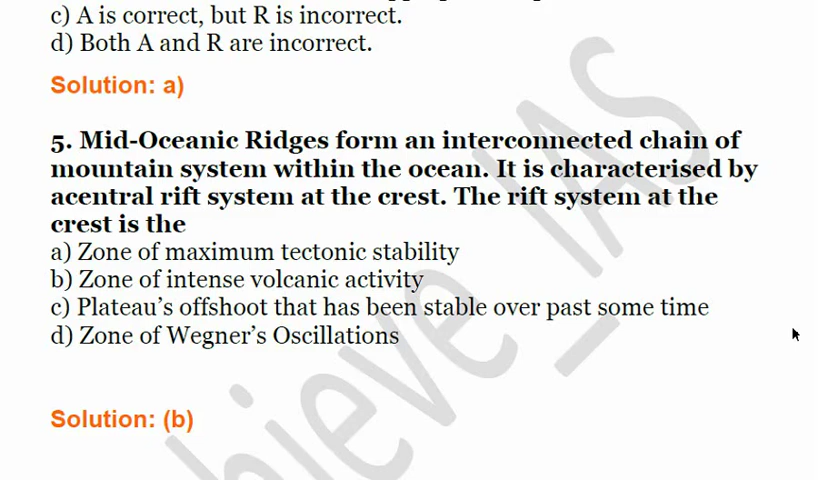 c) A is correct, but R is incorrect.
d) Both A and R are incorrect.
Solution: a)
5. Mid-Oceanic Ridges form an interconnected chain of
mountain system within the ocean. It is characterised by
acentral rift system at the crest. The rift system at the
crest is the
a) Zone of maximum tectonic stability
b) Zone of intense volcanic activity
c) Plateau's offshoot that has been stable over past some time
d) Zone of Wegner's Oscillations
Solution: (b)
hieve_IAS